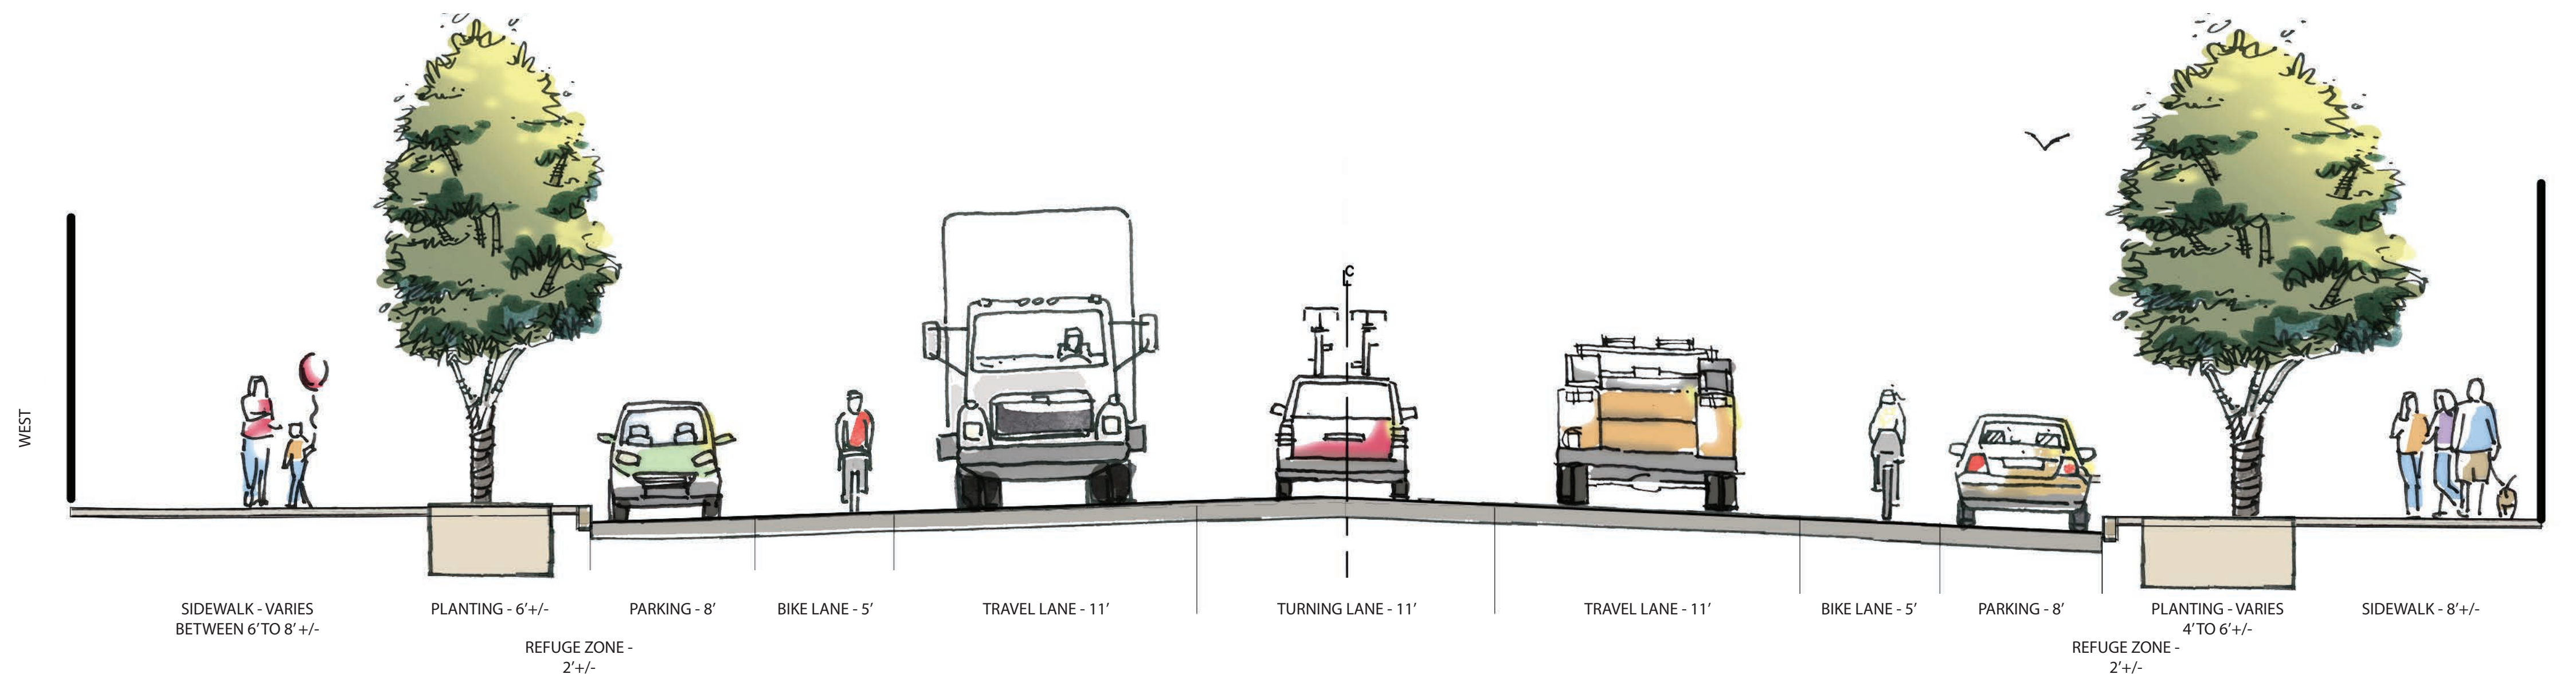 C
L
WEST
SIDEWALK - VARIES
BETWEEN 6' TO 8' +/-
PLANTING - 6'+/-
REFUGE ZONE -
2'+/-
PARKING - 8'
BIKE LANE - 5'
TRAVEL LANE - 11'
TURNING LANE - 11'
TRAVEL LANE - 11'
BIKE LANE - 5'
PARKING - 8'
REFUGE ZONE -
2'+/-
PLANTING - VARIES
4' TO 6'+/-
SIDEWALK - 8'+/-